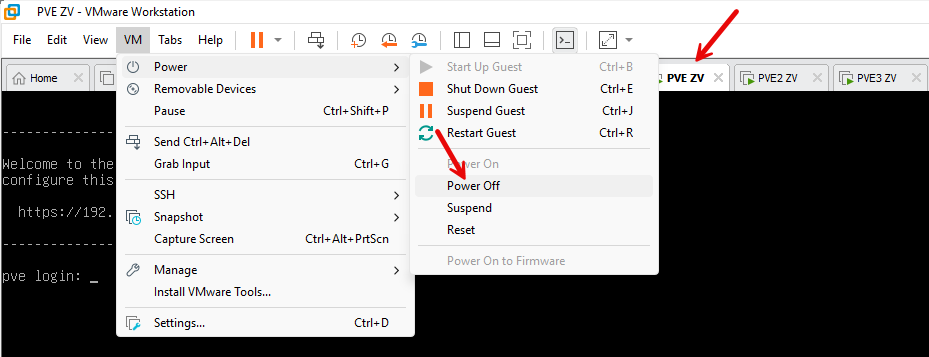 PVE ZV - VMware Workstation
File Edit View VM Tabs Help
Home PVE ZV PVE2 ZV PVE3 ZV
Power
Removable Devices
Pause Ctrl+Shift+P
Send Ctrl+Alt+Del
Grab Input Ctrl+G
SSH
Snapshot
Capture Screen Ctrl+Alt+PrtScn
Manage
Install VMware Tools...
Settings... Ctrl+D
Start Up Guest Ctrl+B
Shut Down Guest Ctrl+E
Suspend Guest Ctrl+J
Restart Guest Ctrl+R
Power On
Power Off
Suspend
Reset
Power On to Firmware
---------------
Welcome to the
configure this
https://192.
---------------
pve login: _